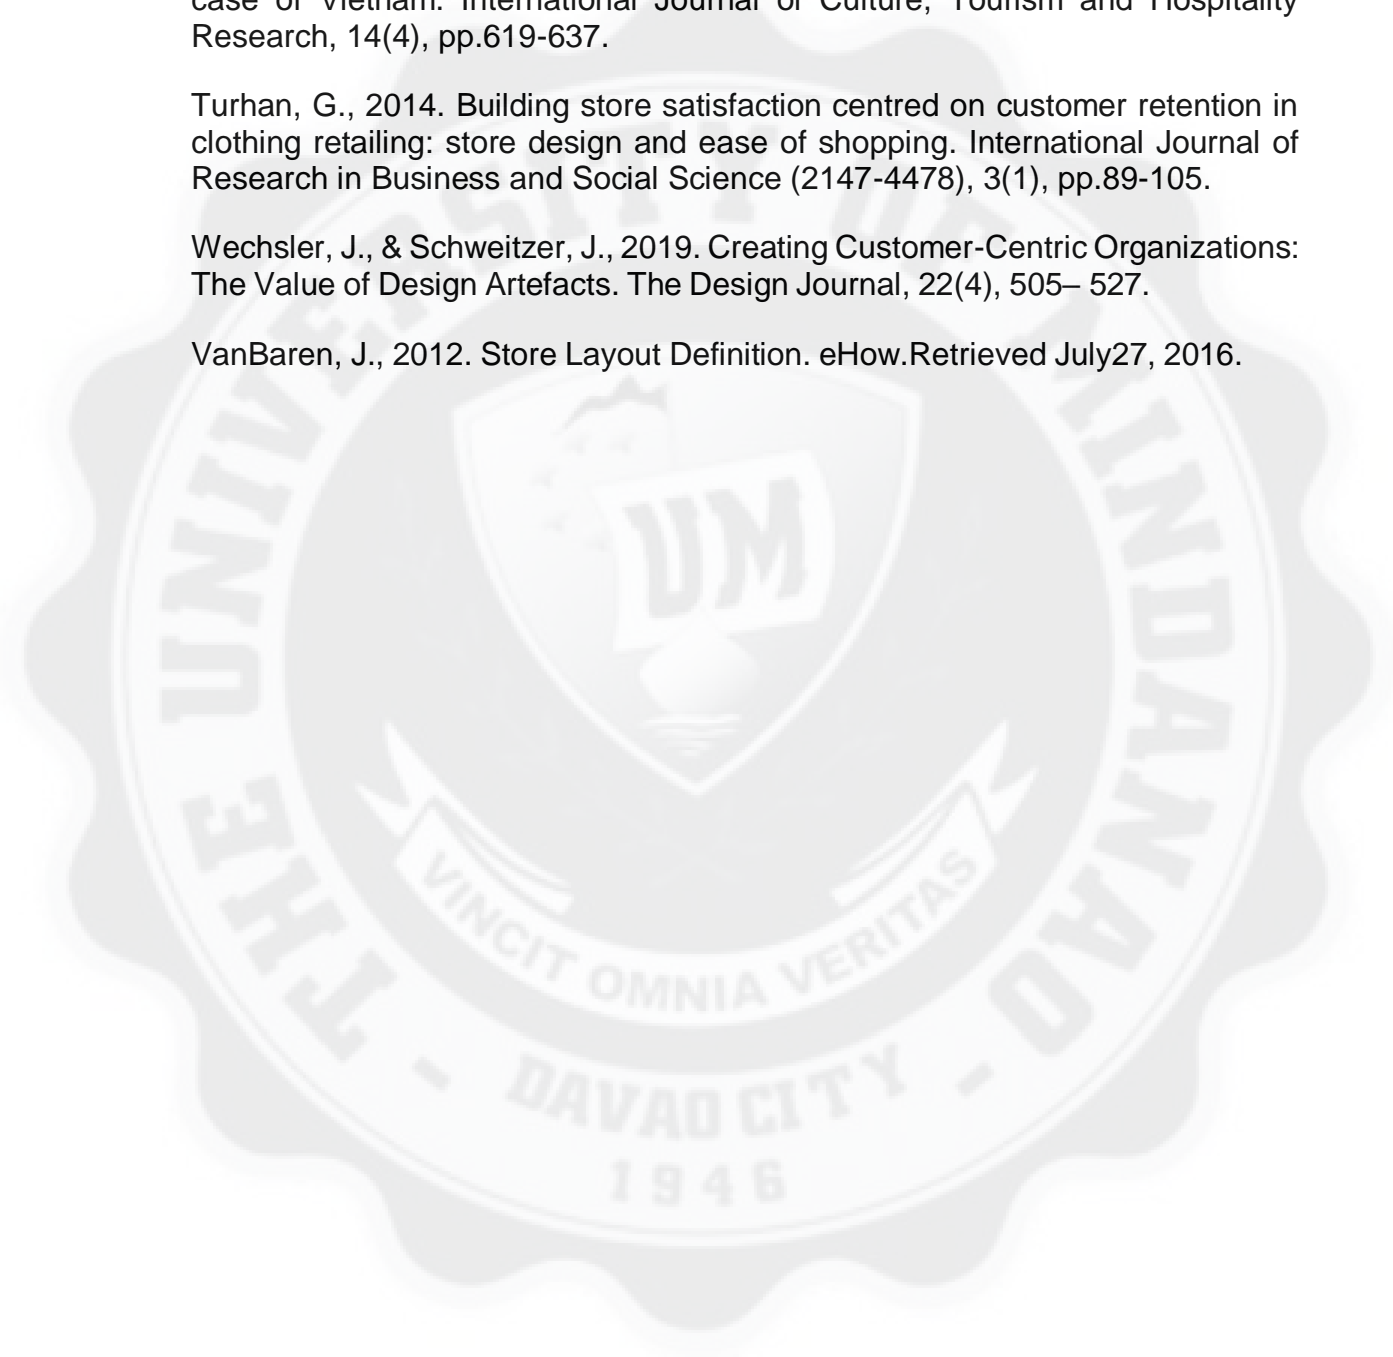 case of Vietnam. International Journal of Culture, Tourism and Hospitality
Research, 14(4), pp.619-637.
Turhan, G., 2014. Building store satisfaction centred on customer retention in
clothing retailing: store design and ease of shopping. International Journal of
Research in Business and Social Science (2147-4478), 3(1), pp.89-105.
Wechsler, J., & Schweitzer, J., 2019. Creating Customer-Centric Organizations:
The Value of Design Artefacts. The Design Journal, 22(4), 505– 527.
VanBaren, J., 2012. Store Layout Definition. eHow.Retrieved July27, 2016.
THE UNIVERSITY OF MINDANAO
UM
VINCIT OMNIA VERITAS
- DAVAO CITY -
1946